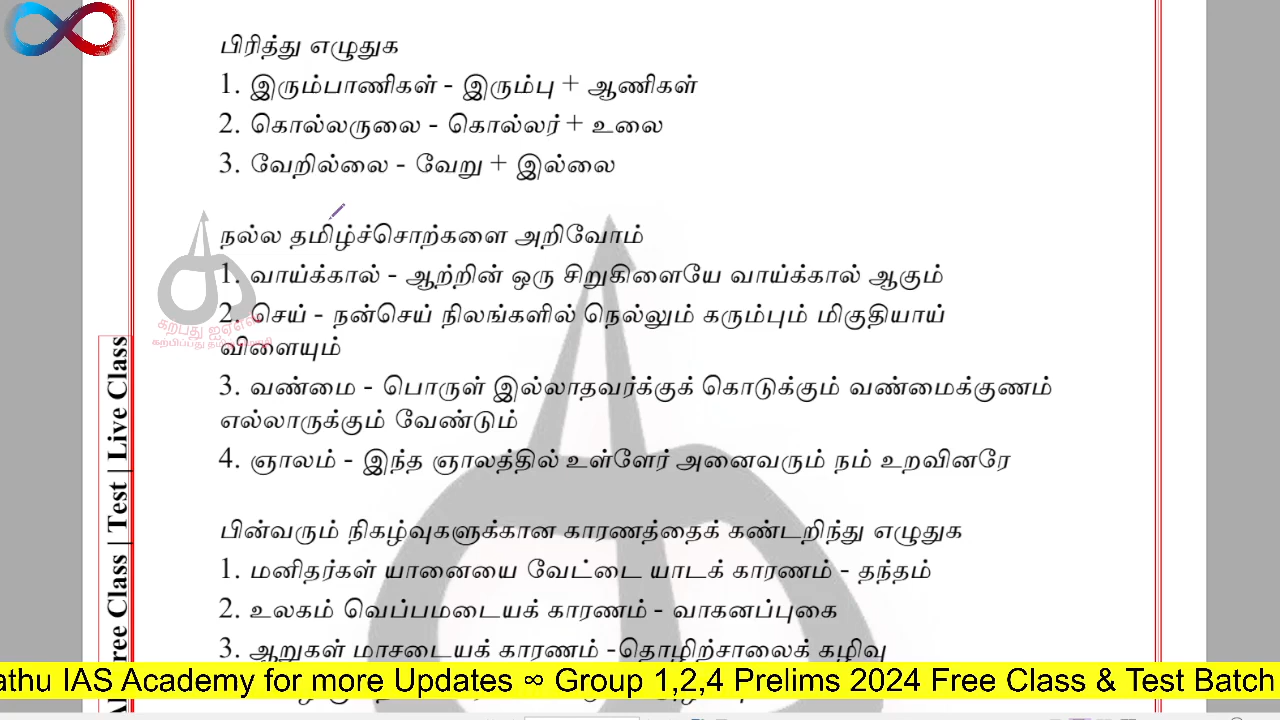 பிரித்து எழுதுக
1. இரும்பாணிகள் - இரும்பு + ஆணிகள்
2. கொல்லருலை - கொல்லர் + உலை
3. வேறில்லை - வேறு + இல்லை
நல்ல தமிழ்ச்சொற்களை அறிவோம்
1. வாய்க்கால் - ஆற்றின் ஒரு சிறுகிளையே வாய்க்கால் ஆகும்
2. செய் - நன்செய் நிலங்களில் நெல்லும் கரும்பும் மிகுதியாய்
விளையும்
3. வண்மை - பொருள் இல்லாதவர்க்குக் கொடுக்கும் வண்மைக்குணம்
எல்லாருக்கும் வேண்டும்
4. ஞாலம் - இந்த ஞாலத்தில் உள்ளேர் அனைவரும் நம் உறவினரே
பின்வரும் நிகழ்வுகளுக்கான காரணத்தைக் கண்டறிந்து எழுதுக
1. மனிதர்கள் யானையை வேட்டை யாடக் காரணம் - தந்தம்
2. உலகம் வெப்பமடையக் காரணம் - வாகனப்புகை
3. ஆறுகள் மாசடையக் காரணம் -தொழிற்சாலைக் கழிவு
கற்பது ஐஏஎஸ்
ree Class | Test | Live Class
athu IAS Academy for more Updates ∞ Group 1,2,4 Prelims 2024 Free Class & Test Batch